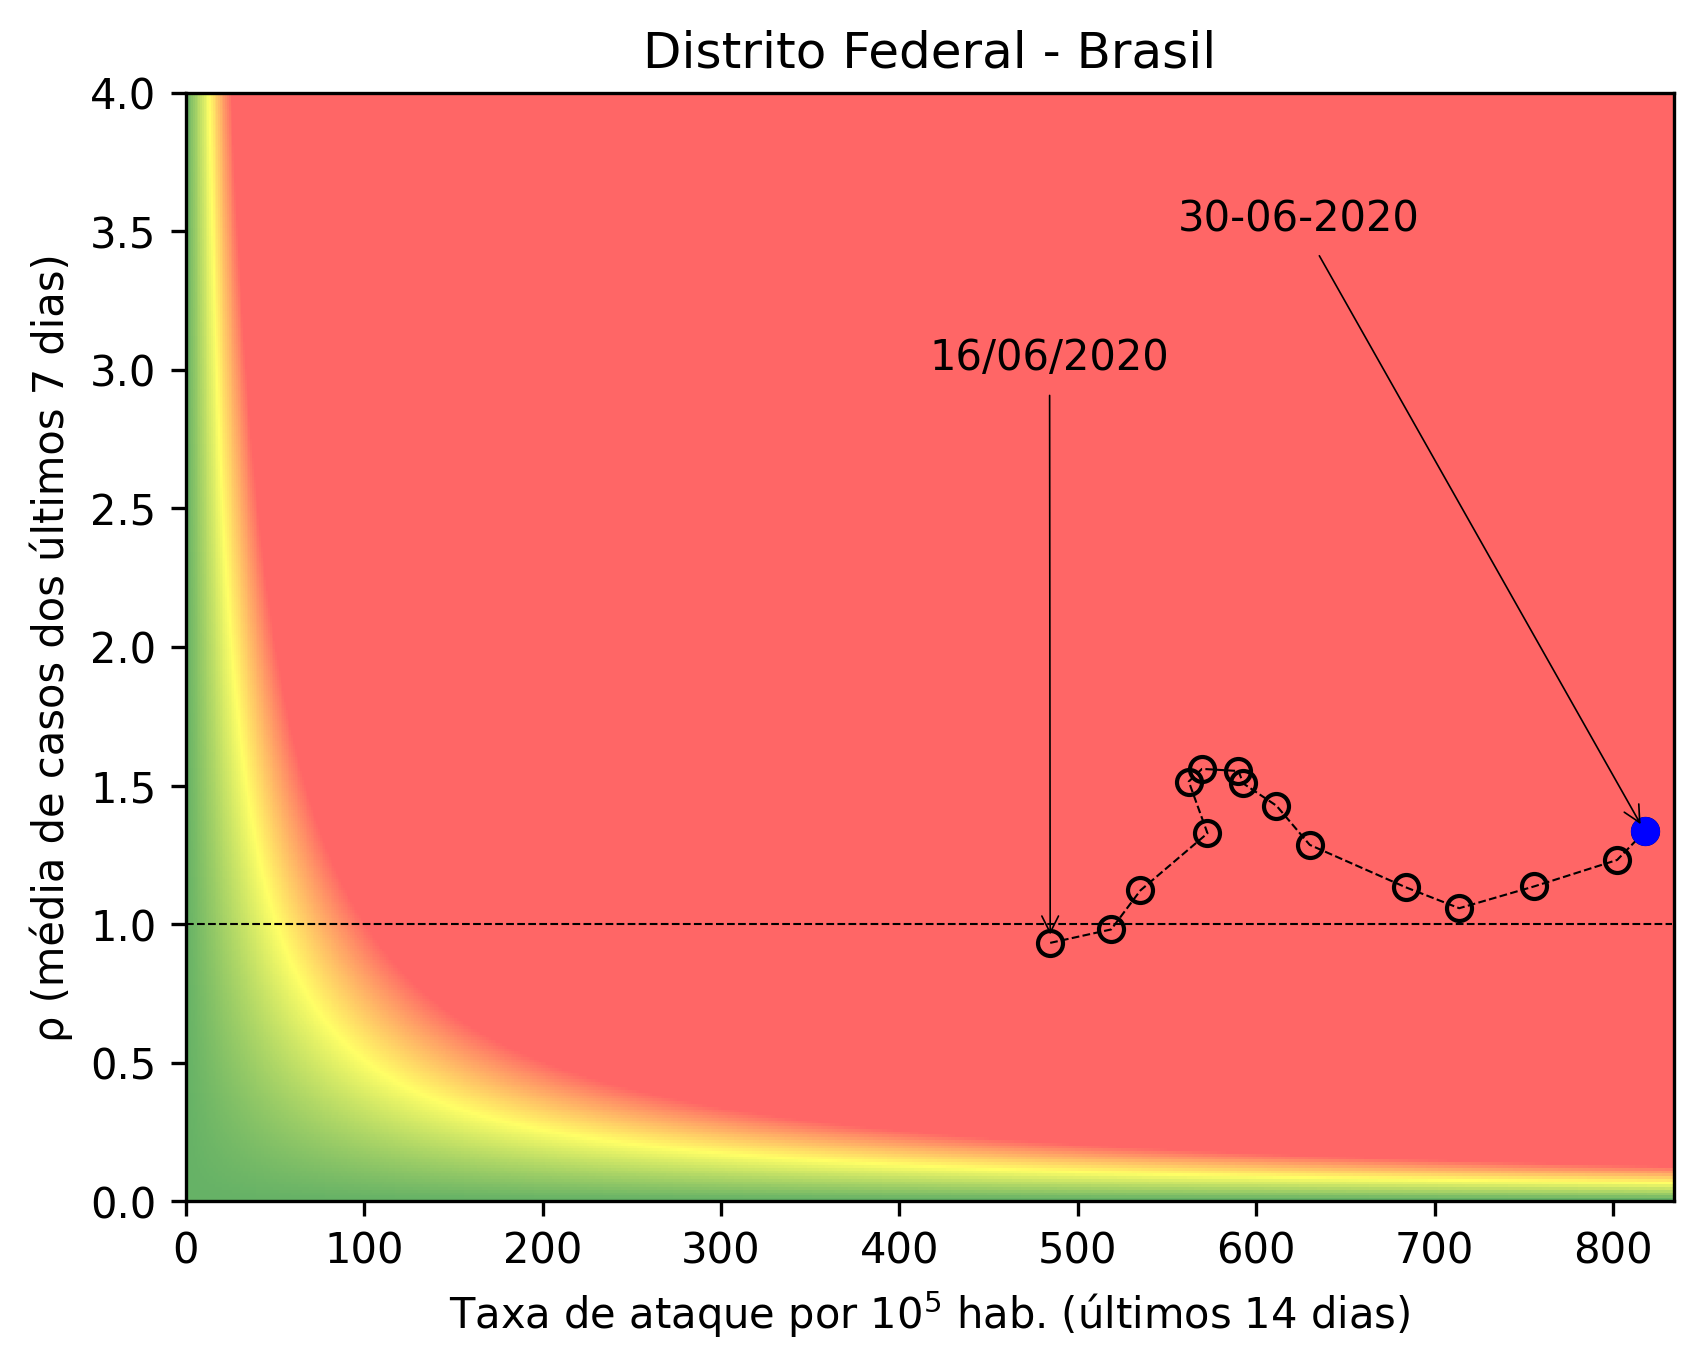 Distrito Federal - Brasil
4.0
3.5
3.0
2.5
2.0
1.5
1.0
0.5
0.0
ρ (média de casos dos últimos 7 dias)
30-06-2020
16/06/2020
0 100 200 300 400 500 600 700 800
Taxa de ataque por 10⁵ hab. (últimos 14 dias)